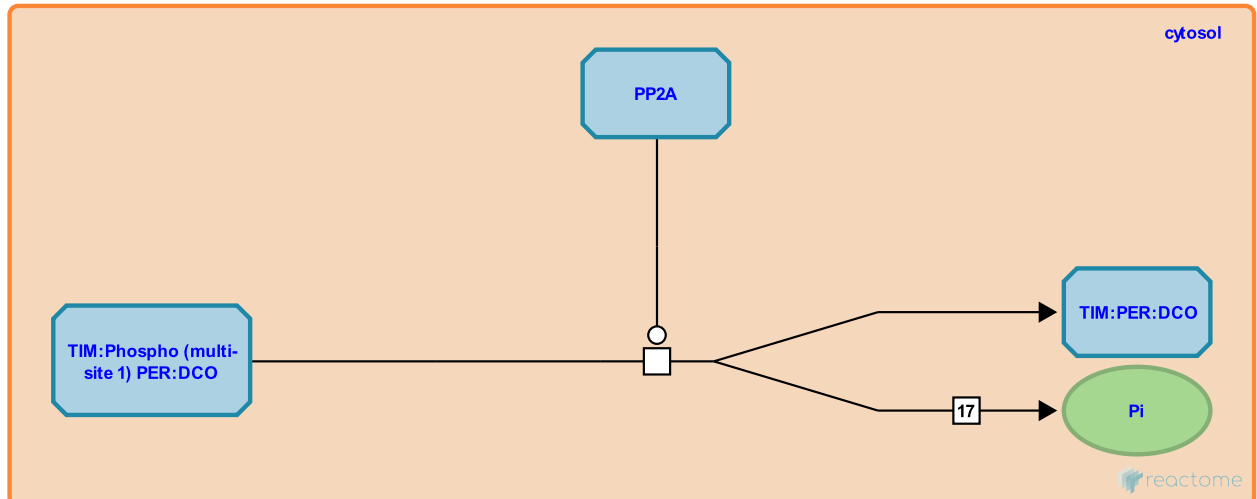 cytosol
PP2A
TIM:PER:DCO
TIM:Phospho (multi-
site 1) PER:DCO
17
Pi
reactome